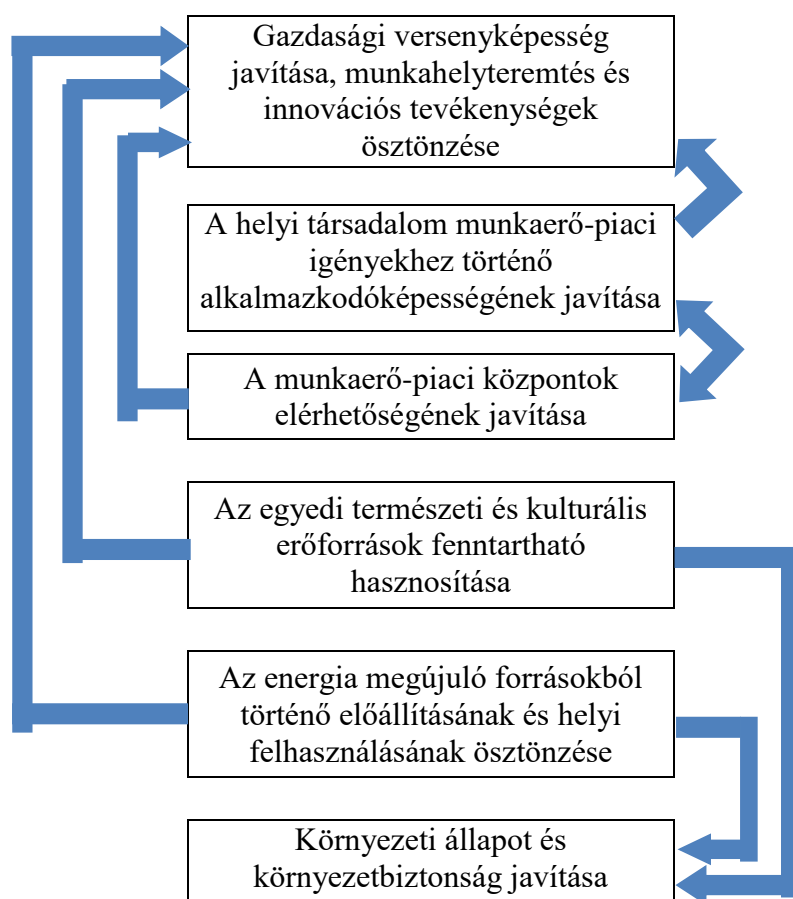 Gazdasági versenyképesség
javítása, munkahelyteremtés és
innovációs tevékenységek
ösztönzése
A helyi társadalom munkaerő-piaci
igényekhez történő
alkalmazkodóképességének javítása
A munkaerő-piaci központok
elérhetőségének javítása
Az egyedi természeti és kulturális
erőforrások fenntartható
hasznosítása
Az energia megújuló forrásokból
történő előállításának és helyi
felhasználásának ösztönzése
Környezeti állapot és
környezetbiztonság javítása